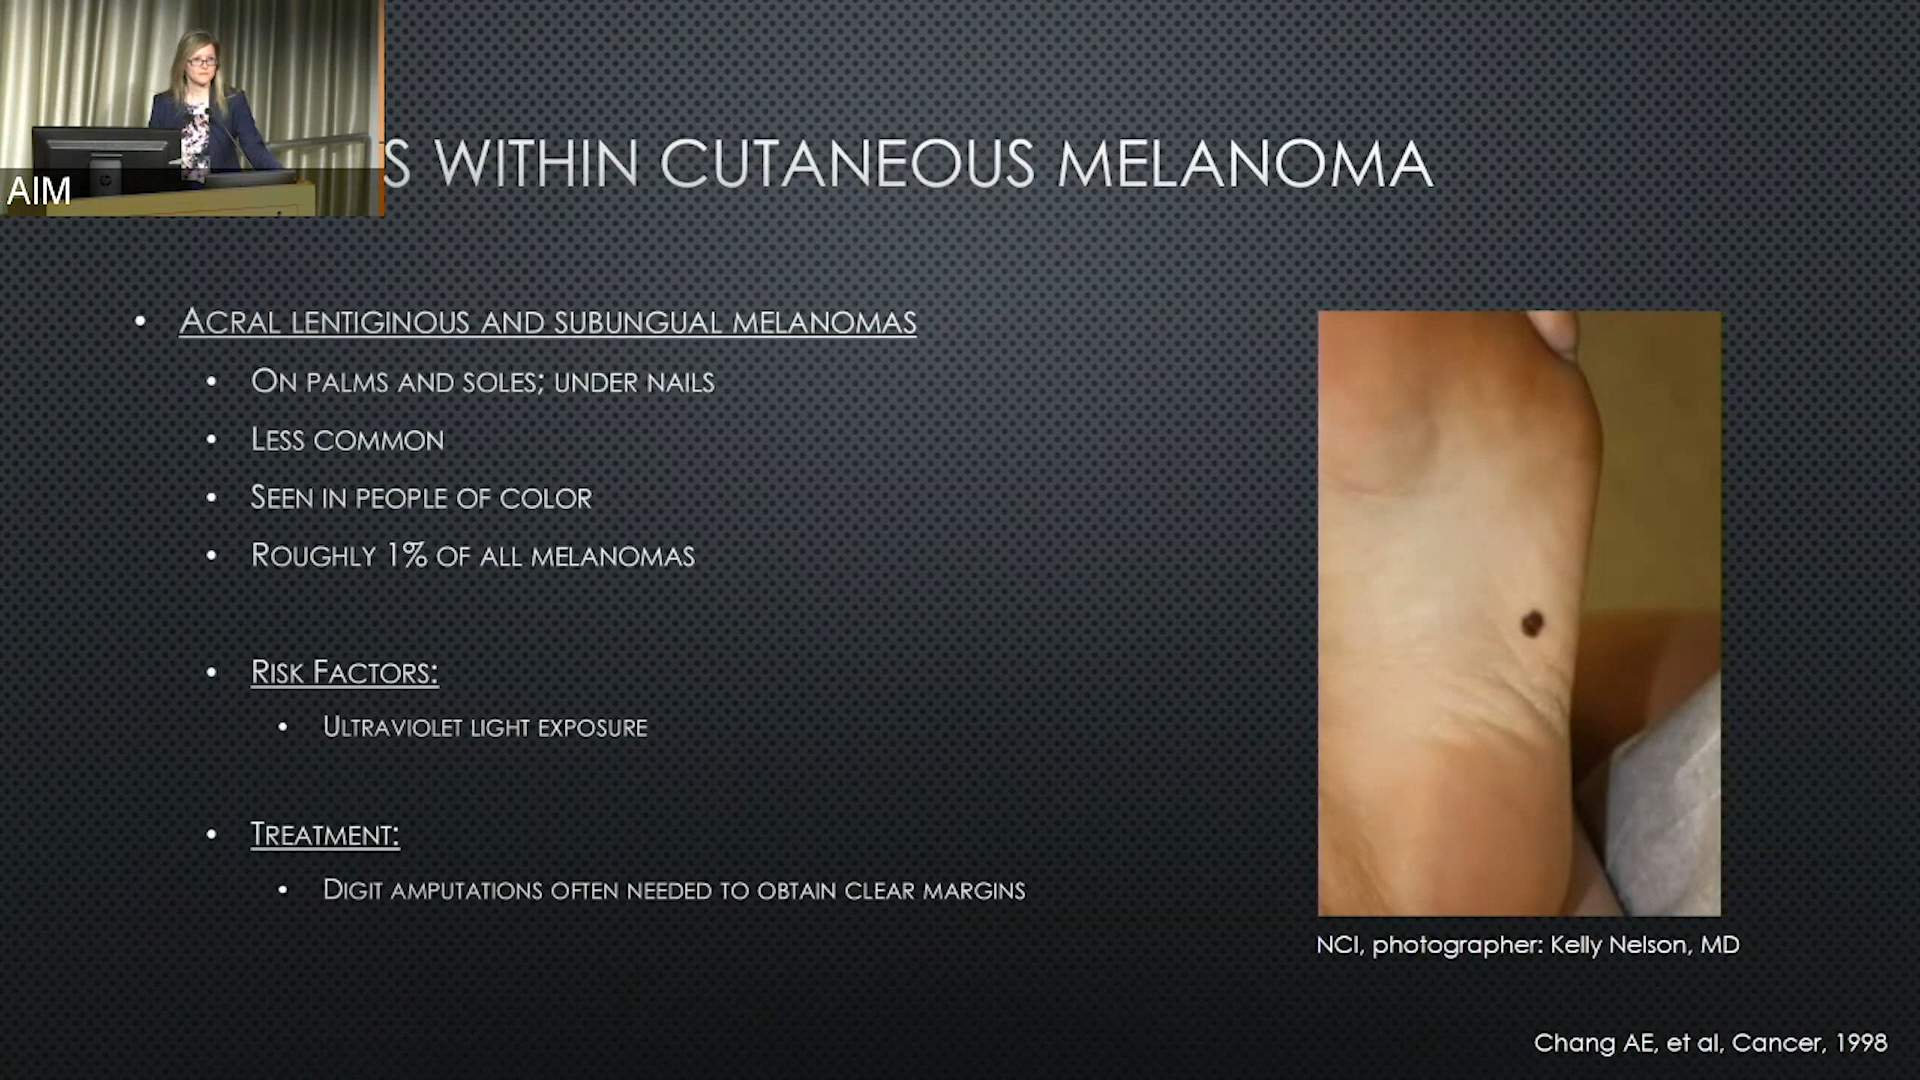 AIM
S WITHIN CUTANEOUS MELANOMA
• ACRAL LENTIGINOUS AND SUBUNGUAL MELANOMAS
• ON PALMS AND SOLES; UNDER NAILS
• LESS COMMON
• SEEN IN PEOPLE OF COLOR
• ROUGHLY 1% OF ALL MELANOMAS
• RISK FACTORS:
• ULTRAVIOLET LIGHT EXPOSURE
• TREATMENT:
• DIGIT AMPUTATIONS OFTEN NEEDED TO OBTAIN CLEAR MARGINS
NCI, photographer: Kelly Nelson, MD
Chang AE, et al, Cancer, 1998